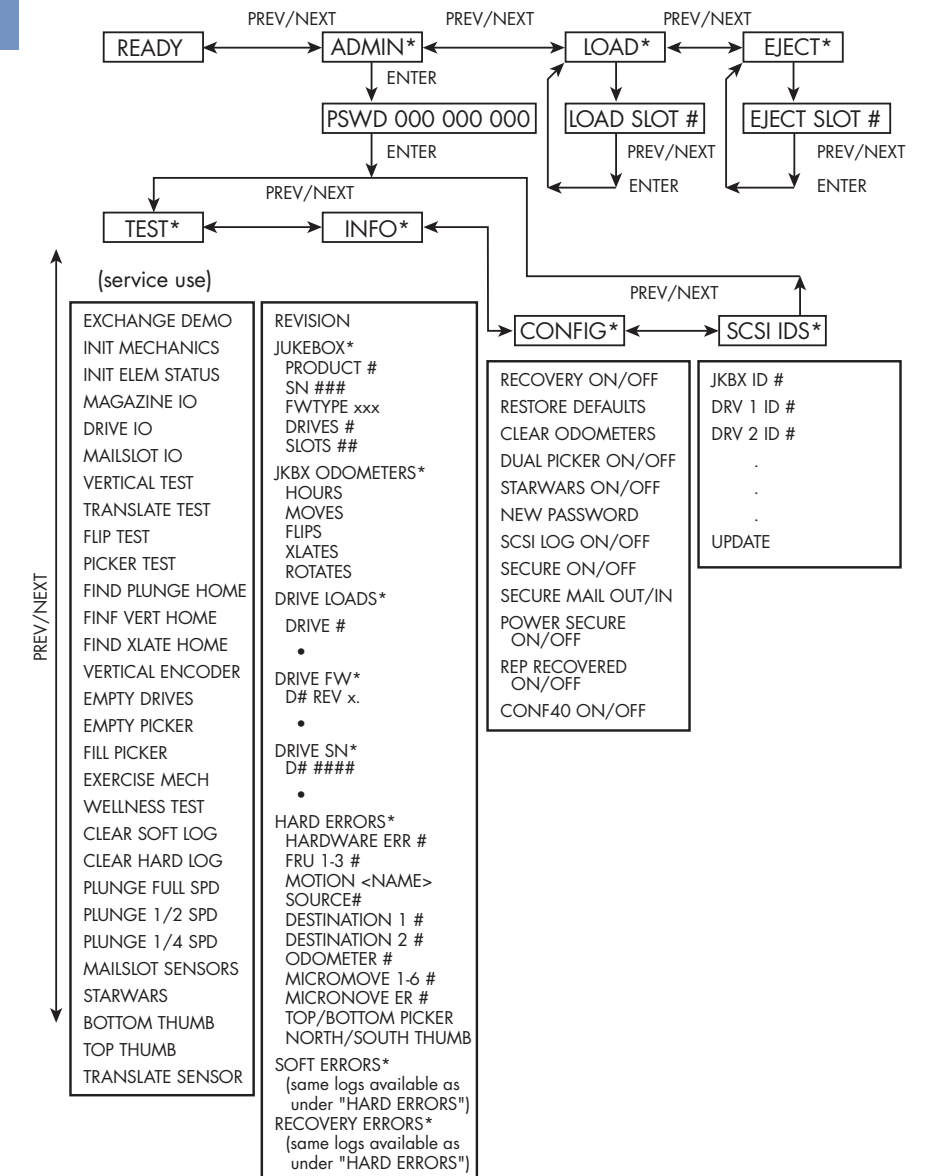 PREV/NEXT PREV/NEXT PREV/NEXT
READY ADMIN* LOAD* EJECT*
ENTER
PSWD 000 000 000 LOAD SLOT # EJECT SLOT #
ENTER PREV/NEXT PREV/NEXT
ENTER ENTER
PREV/NEXT
TEST* INFO*
(service use)
PREV/NEXT
CONFIG* SCSI IDS*
PREV/NEXT
EXCHANGE DEMO
INIT MECHANICS
INIT ELEM STATUS
MAGAZINE IO
DRIVE IO
MAILSLOT IO
VERTICAL TEST
TRANSLATE TEST
FLIP TEST
PICKER TEST
FIND PLUNGE HOME
FINF VERT HOME
FIND XLATE HOME
VERTICAL ENCODER
EMPTY DRIVES
EMPTY PICKER
FILL PICKER
EXERCISE MECH
WELLNESS TEST
CLEAR SOFT LOG
CLEAR HARD LOG
PLUNGE FULL SPD
PLUNGE 1/2 SPD
PLUNGE 1/4 SPD
MAILSLOT SENSORS
STARWARS
BOTTOM THUMB
TOP THUMB
TRANSLATE SENSOR
REVISION
JUKEBOX*
PRODUCT #
SN ###
FWTYPE xxx
DRIVES #
SLOTS ##
JKBX ODOMETERS*
HOURS
MOVES
FLIPS
XLATES
ROTATES
DRIVE LOADS*
DRIVE #
•
DRIVE FW*
D# REV x.
•
DRIVE SN*
D# ####
•
HARD ERRORS*
HARDWARE ERR #
FRU 1-3 #
MOTION <NAME>
SOURCE#
DESTINATION 1 #
DESTINATION 2 #
ODOMETER #
MICROMOVE 1-6 #
MICRONOVE ER #
TOP/BOTTOM PICKER
NORTH/SOUTH THUMB
SOFT ERRORS*
(same logs available as
under "HARD ERRORS")
RECOVERY ERRORS*
(same logs available as
under "HARD ERRORS")
RECOVERY ON/OFF
RESTORE DEFAULTS
CLEAR ODOMETERS
DUAL PICKER ON/OFF
STARWARS ON/OFF
NEW PASSWORD
SCSI LOG ON/OFF
SECURE ON/OFF
SECURE MAIL OUT/IN
POWER SECURE
ON/OFF
REP RECOVERED
ON/OFF
CONF40 ON/OFF
JKBX ID #
DRV 1 ID #
DRV 2 ID #
.
.
.
UPDATE